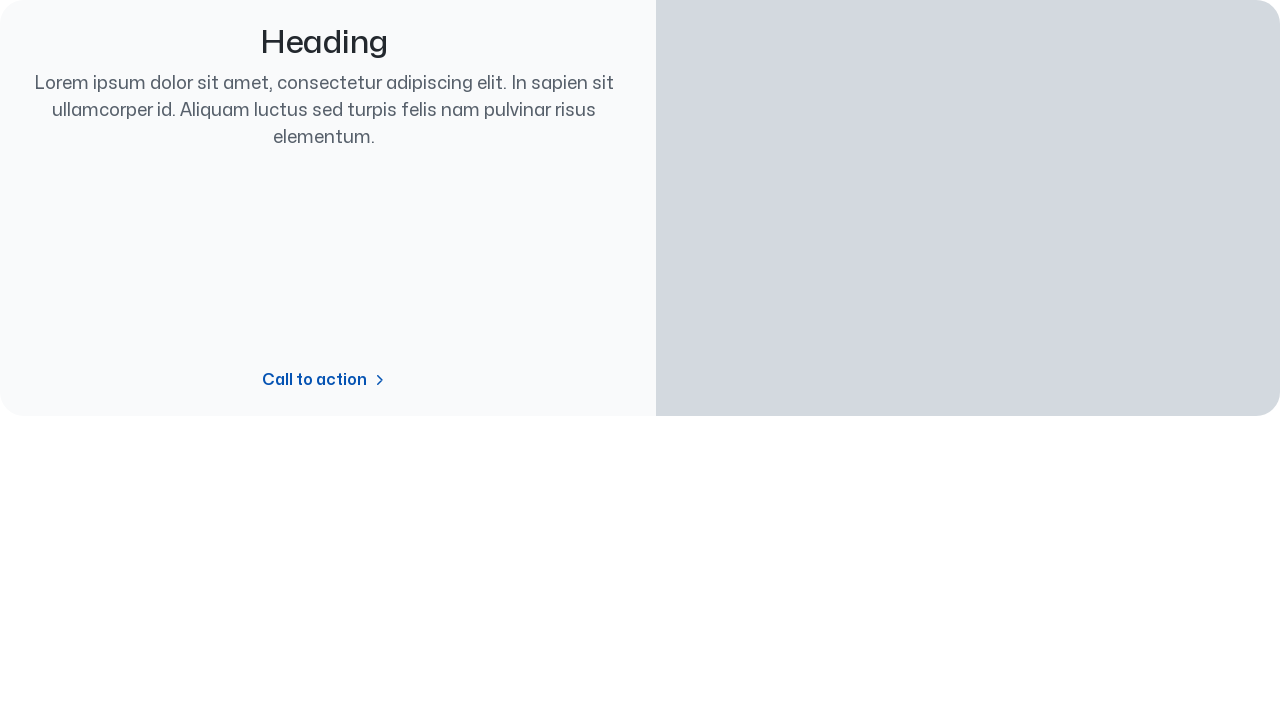 Heading
Lorem ipsum dolor sit amet, consectetur adipiscing elit. In sapien sit
ullamcorper id. Aliquam luctus sed turpis felis nam pulvinar risus
elementum.
Call to action